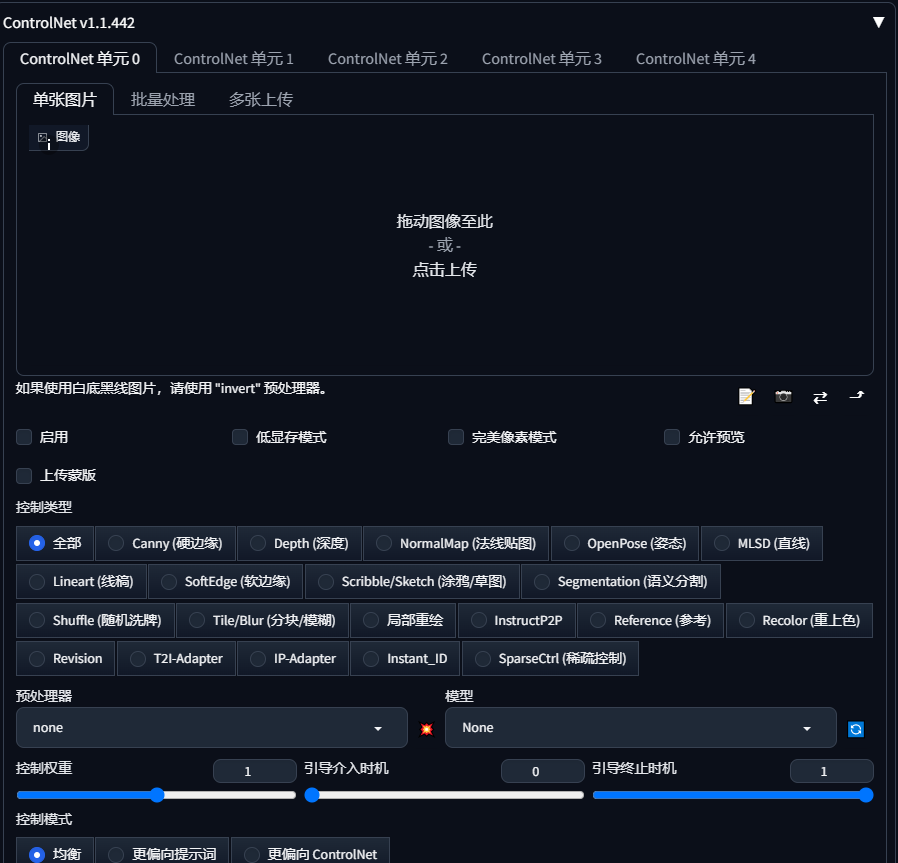 ControlNet v1.1.442
ControlNet 单元 0 ControlNet 单元 1 ControlNet 单元 2 ControlNet 单元 3 ControlNet 单元 4
单张图片 批量处理 多张上传
图像
拖动图像至此
- 或 -
点击上传
如果使用白底黑线图片，请使用 "invert" 预处理器。
启用 低显存模式 完美像素模式 允许预览
上传蒙版
控制类型
全部 Canny (硬边缘) Depth (深度) NormalMap (法线贴图) OpenPose (姿态) MLSD (直线)
Lineart (线稿) SoftEdge (软边缘) Scribble/Sketch (涂鸦/草图) Segmentation (语义分割)
Shuffle (随机洗牌) Tile/Blur (分块/模糊) 局部重绘 InstructP2P Reference (参考) Recolor (重上色)
Revision T2I-Adapter IP-Adapter Instant_ID SparseCtrl (稀疏控制)
预处理器 模型
none None
控制权重 1 引导介入时机 0 引导终止时机 1
控制模式
均衡 更偏向提示词 更偏向 ControlNet